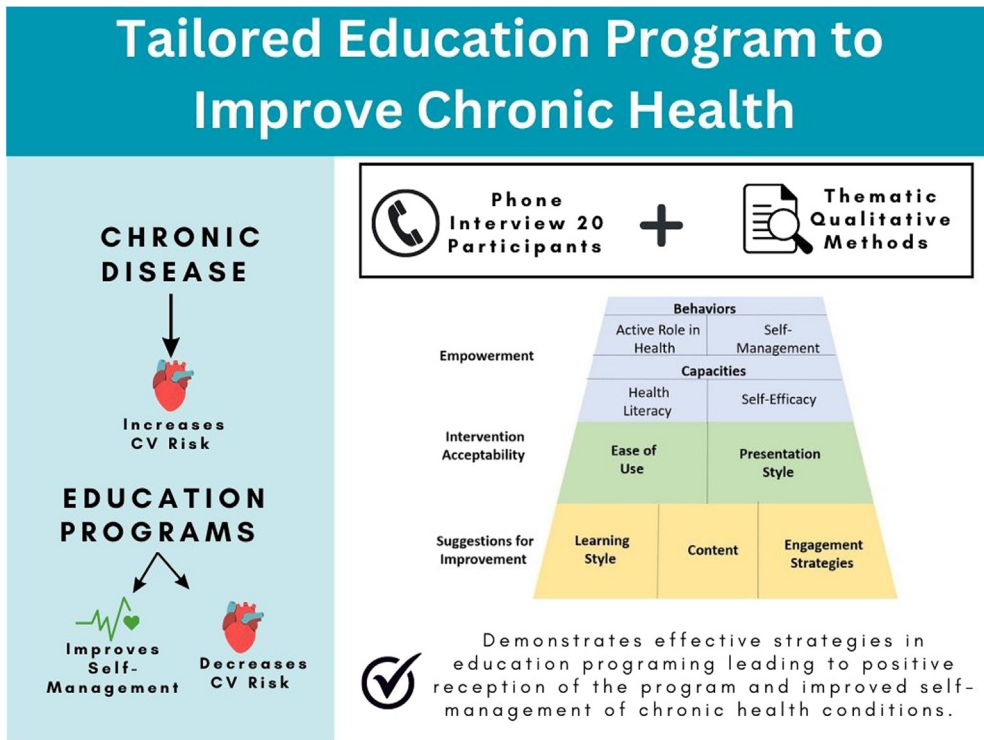 Tailored Education Program to
Improve Chronic Health
CHRONIC
DISEASE
Increases
CV Risk
EDUCATION
PROGRAMS
Improves
Self-
Management
Decreases
CV Risk
Phone
Interview 20
Participants
Thematic
Qualitative
Methods
Empowerment
Behaviors
Active Role in
Health
Self-
Management
Capacities
Health
Literacy
Self-Efficacy
Intervention
Acceptability
Ease of
Use
Presentation
Style
Suggestions for
Improvement
Learning
Style
Content
Engagement
Strategies
Demonstrates effective strategies in
education programing leading to positive
reception of the program and improved self-
management of chronic health conditions.